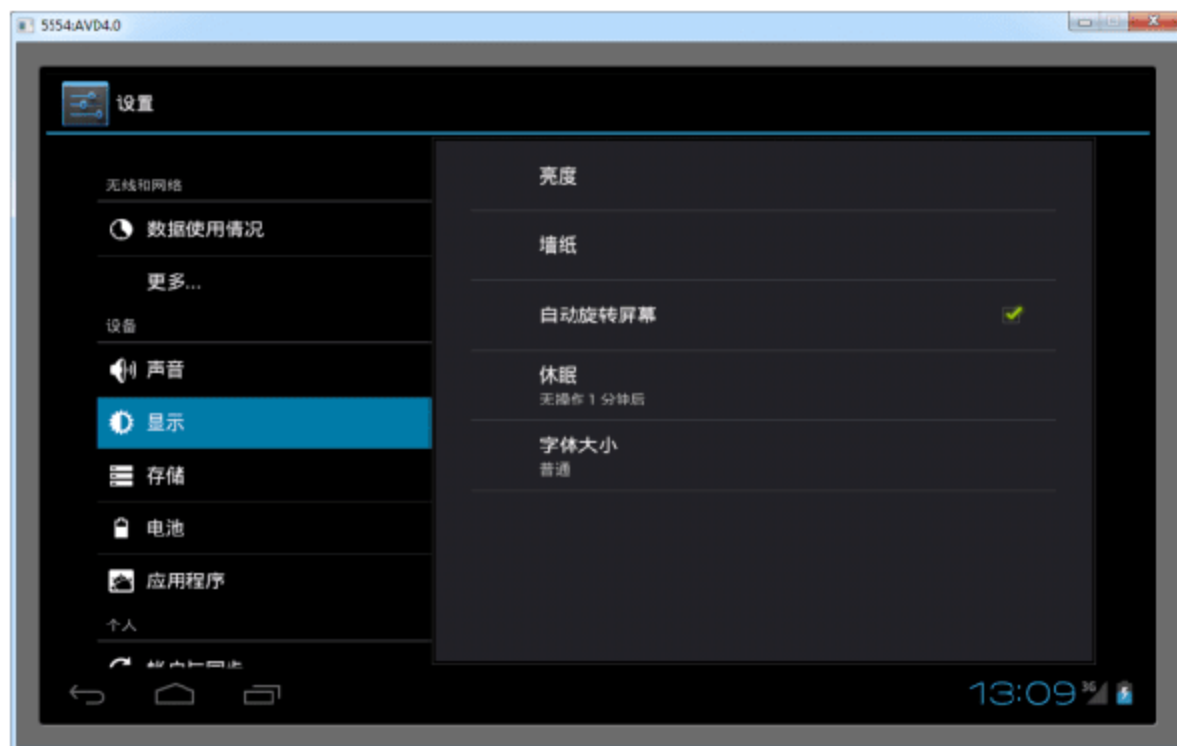 5554:AVD4.0
设置
无线和网络
数据使用情况
更多...
设备
声音
显示
存储
电池
应用程序
个人
亮度
墙纸
自动旋转屏幕
休眠
无操作 1 分钟后
字体大小
普通
13:09
3G